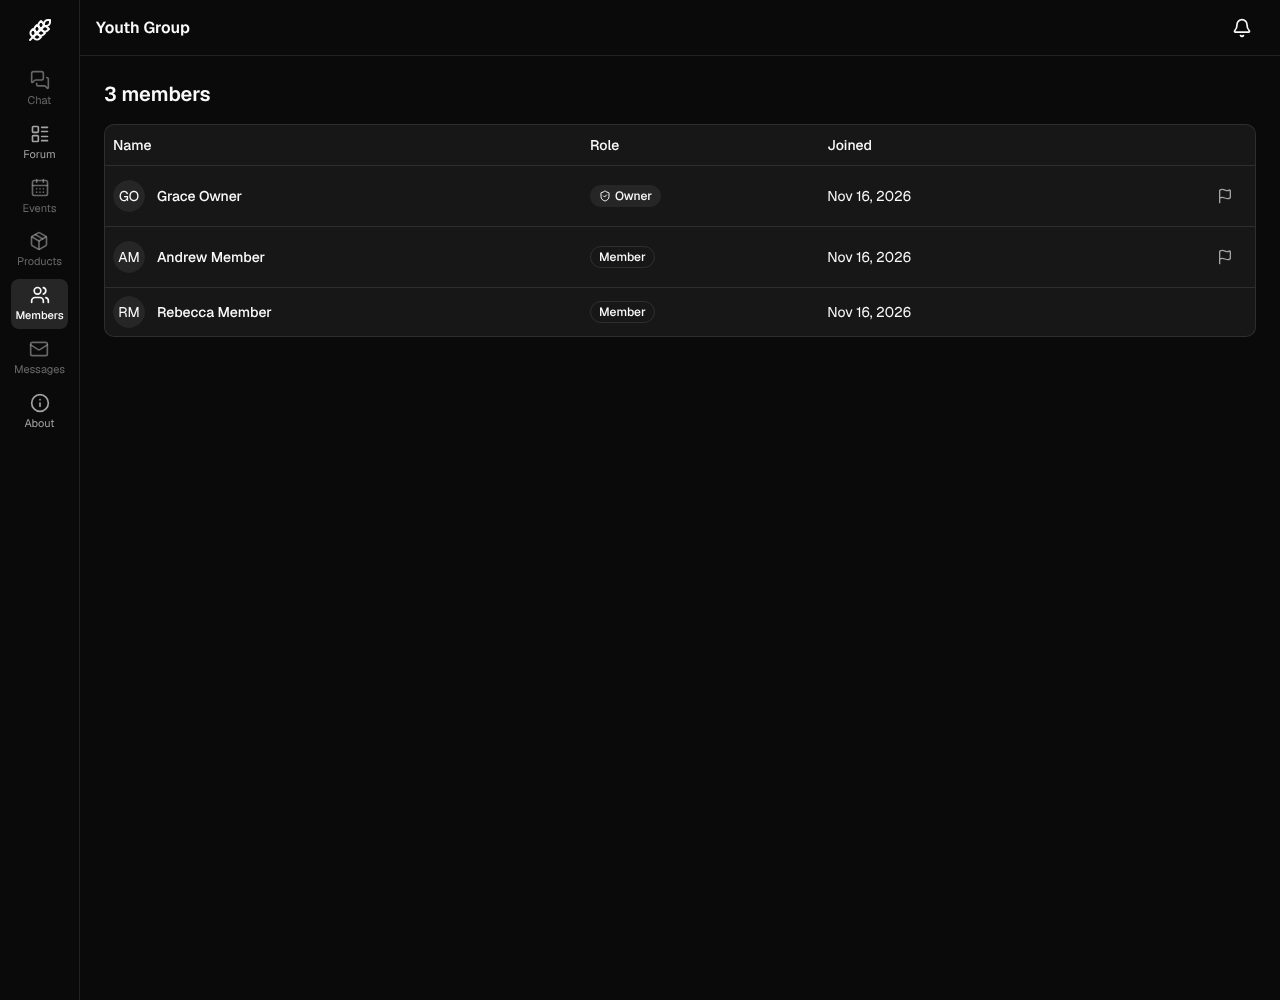 Youth Group
Chat
Forum
Events
Products
Members
Messages
About
3 members
Name Role Joined
GO Grace Owner Owner Nov 16, 2026
AM Andrew Member Member Nov 16, 2026
RM Rebecca Member Member Nov 16, 2026